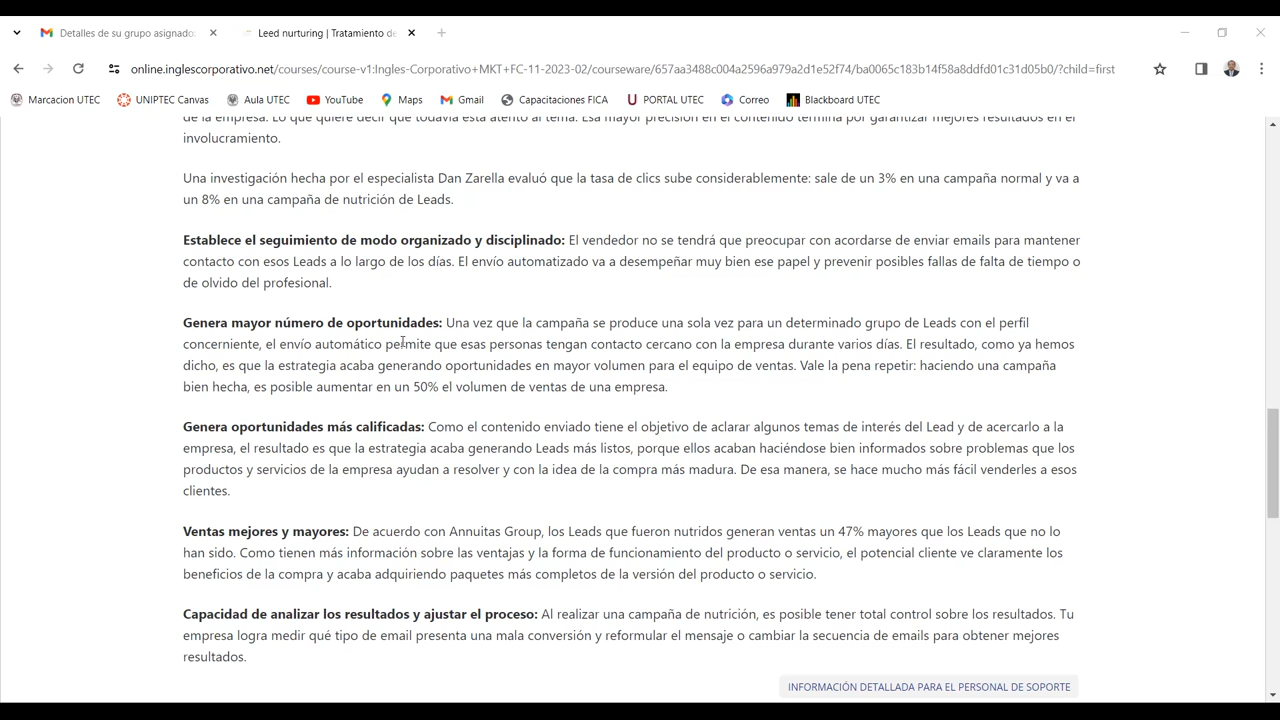 Detalles de su grupo asignado
Leed nurturing | Tratamiento de
online.inglescorporativo.net/courses/course-v1:Ingles-Corporativo+MKT+FC-11-2023-02/courseware/657aa3488c004a2596a979a2d1e52f74/ba0065c183b14f58a8ddfd01c31d05b0/?child=first
Marcacion UTEC UNIPTEC Canvas Aula UTEC YouTube Maps Gmail Capacitaciones FICA PORTAL UTEC Correo Blackboard UTEC
de la empresa. Lo que quiere decir que todavía está atento al tema. Esa mayor precisión en el contenido termina por garantizar mejores resultados en el
involucramiento.
Una investigación hecha por el especialista Dan Zarella evaluó que la tasa de clics sube considerablemente: sale de un 3% en una campaña normal y va a
un 8% en una campaña de nutrición de Leads.
Establece el seguimiento de modo organizado y disciplinado: El vendedor no se tendrá que preocupar con acordarse de enviar emails para mantener
contacto con esos Leads a lo largo de los días. El envío automatizado va a desempeñar muy bien ese papel y prevenir posibles fallas de falta de tiempo o
de olvido del profesional.
Genera mayor número de oportunidades: Una vez que la campaña se produce una sola vez para un determinado grupo de Leads con el perfil
concerniente, el envío automático permite que esas personas tengan contacto cercano con la empresa durante varios días. El resultado, como ya hemos
dicho, es que la estrategia acaba generando oportunidades en mayor volumen para el equipo de ventas. Vale la pena repetir: haciendo una campaña
bien hecha, es posible aumentar en un 50% el volumen de ventas de una empresa.
Genera oportunidades más calificadas: Como el contenido enviado tiene el objetivo de aclarar algunos temas de interés del Lead y de acercarlo a la
empresa, el resultado es que la estrategia acaba generando Leads más listos, porque ellos acaban haciéndose bien informados sobre problemas que los
productos y servicios de la empresa ayudan a resolver y con la idea de la compra más madura. De esa manera, se hace mucho más fácil venderles a esos
clientes.
Ventas mejores y mayores: De acuerdo con Annuitas Group, los Leads que fueron nutridos generan ventas un 47% mayores que los Leads que no lo
han sido. Como tienen más información sobre las ventajas y la forma de funcionamiento del producto o servicio, el potencial cliente ve claramente los
beneficios de la compra y acaba adquiriendo paquetes más completos de la versión del producto o servicio.
Capacidad de analizar los resultados y ajustar el proceso: Al realizar una campaña de nutrición, es posible tener total control sobre los resultados. Tu
empresa logra medir qué tipo de email presenta una mala conversión y reformular el mensaje o cambiar la secuencia de emails para obtener mejores
resultados.
INFORMACIÓN DETALLADA PARA EL PERSONAL DE SOPORTE